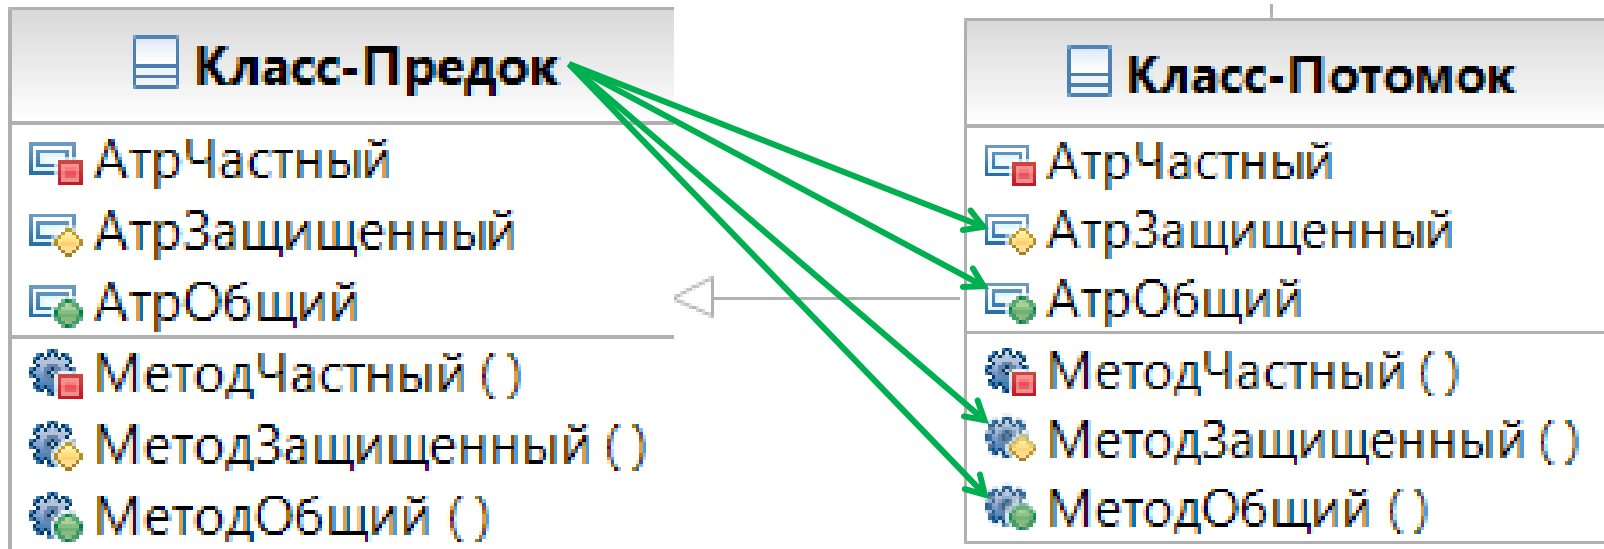 Класс-Предок
АтрЧастный
АтрЗащищенный
АтрОбщий
МетодЧастный ( )
МетодЗащищенный ( )
МетодОбщий ( )
Класс-Потомок
АтрЧастный
АтрЗащищенный
АтрОбщий
МетодЧастный ( )
МетодЗащищенный ( )
МетодОбщий ( )